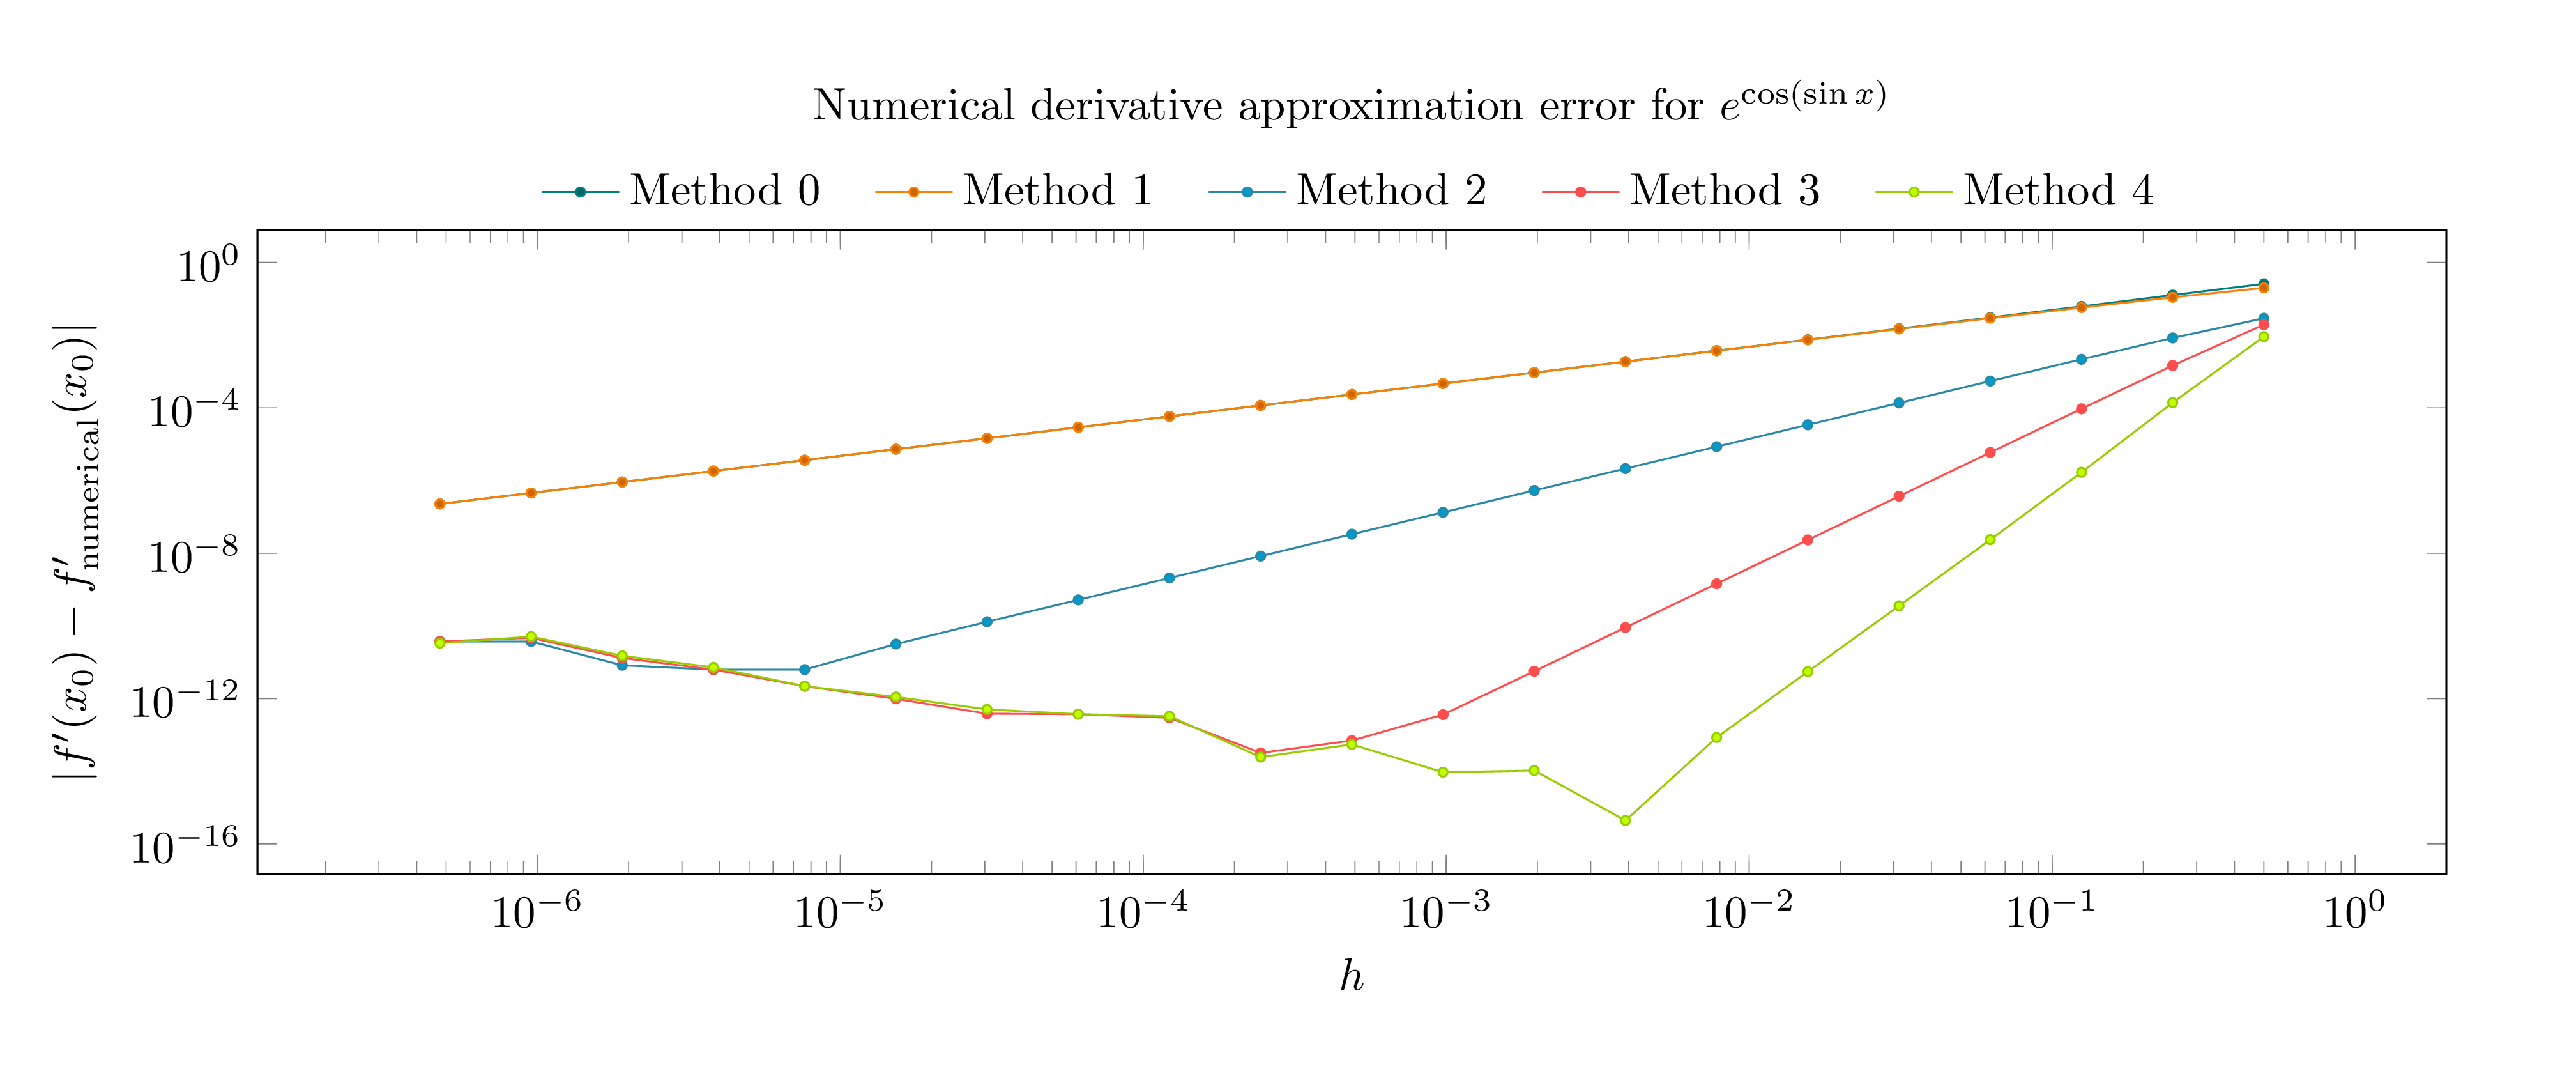 Numerical derivative approximation error for $e^{\cos(\sin x)}$
Method 0 Method 1 Method 2 Method 3 Method 4
$|f'(x_0) - f'_{\text{numerical}}(x_0)|$
$10^{0}$
$10^{-4}$
$10^{-8}$
$10^{-12}$
$10^{-16}$
$10^{-6}$ $10^{-5}$ $10^{-4}$ $10^{-3}$ $10^{-2}$ $10^{-1}$ $10^{0}$
$h$